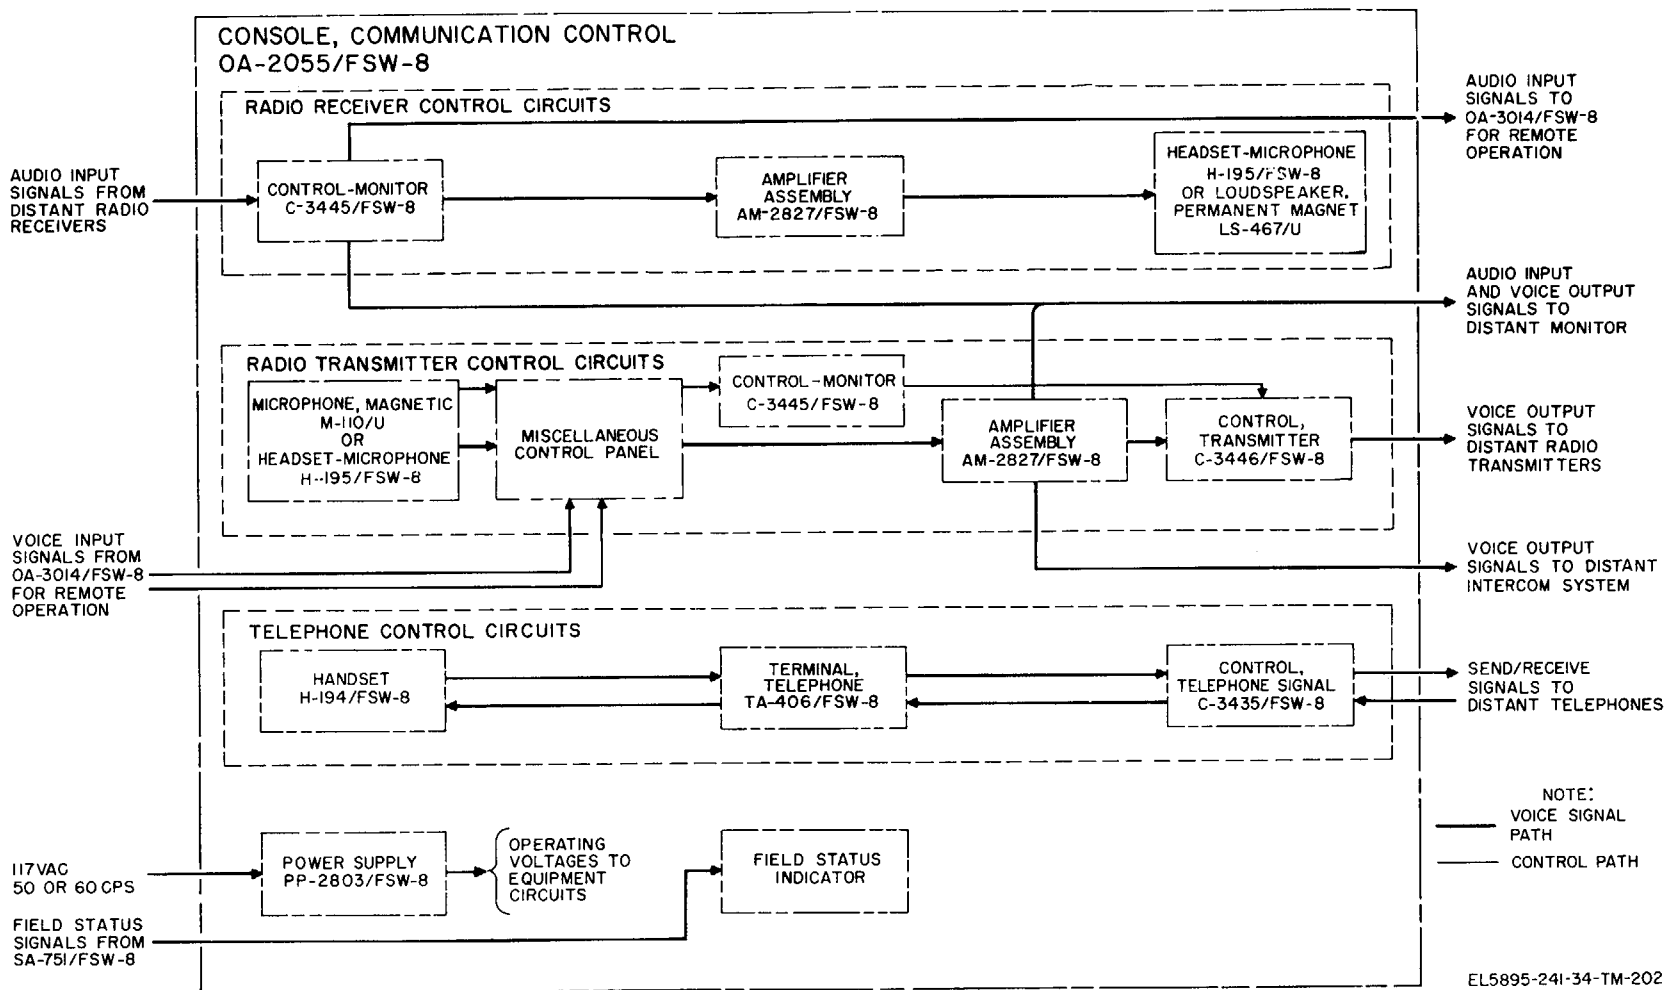 CONSOLE, COMMUNICATION CONTROL
OA-2055/FSW-8
RADIO RECEIVER CONTROL CIRCUITS
AUDIO INPUT
SIGNALS FROM
DISTANT RADIO
RECEIVERS
CONTROL-MONITOR
C-3445/FSW-8
AMPLIFIER
ASSEMBLY
AM-2827/FSW-8
HEADSET-MICROPHONE
H-195/FSW-8
OR LOUDSPEAKER,
PERMANENT MAGNET
LS-467/U
AUDIO INPUT
SIGNALS TO
OA-3014/FSW-8
FOR REMOTE
OPERATION
AUDIO INPUT
AND VOICE OUTPUT
SIGNALS TO
DISTANT MONITOR
RADIO TRANSMITTER CONTROL CIRCUITS
MICROPHONE, MAGNETIC
M-110/U
OR
HEADSET-MICROPHONE
H-195/FSW-8
MISCELLANEOUS
CONTROL PANEL
CONTROL-MONITOR
C-3445/FSW-8
AMPLIFIER
ASSEMBLY
AM-2827/FSW-8
CONTROL,
TRANSMITTER
C-3446/FSW-8
VOICE OUTPUT
SIGNALS TO
DISTANT RADIO
TRANSMITTERS
VOICE INPUT
SIGNALS FROM
OA-3014/FSW-8
FOR REMOTE
OPERATION
VOICE OUTPUT
SIGNALS TO DISTANT
INTERCOM SYSTEM
TELEPHONE CONTROL CIRCUITS
HANDSET
H-194/FSW-8
TERMINAL,
TELEPHONE
TA-406/FSW-8
CONTROL,
TELEPHONE SIGNAL
C-3435/FSW-8
SEND/RECEIVE
SIGNALS TO
DISTANT TELEPHONES
117VAC
50 OR 60 CPS
POWER SUPPLY
PP-2803/FSW-8
OPERATING
VOLTAGES TO
EQUIPMENT
CIRCUITS
FIELD STATUS
INDICATOR
FIELD STATUS
SIGNALS FROM
SA-751/FSW-8
NOTE:
VOICE SIGNAL
PATH
CONTROL PATH
EL5895-241-34-TM-202